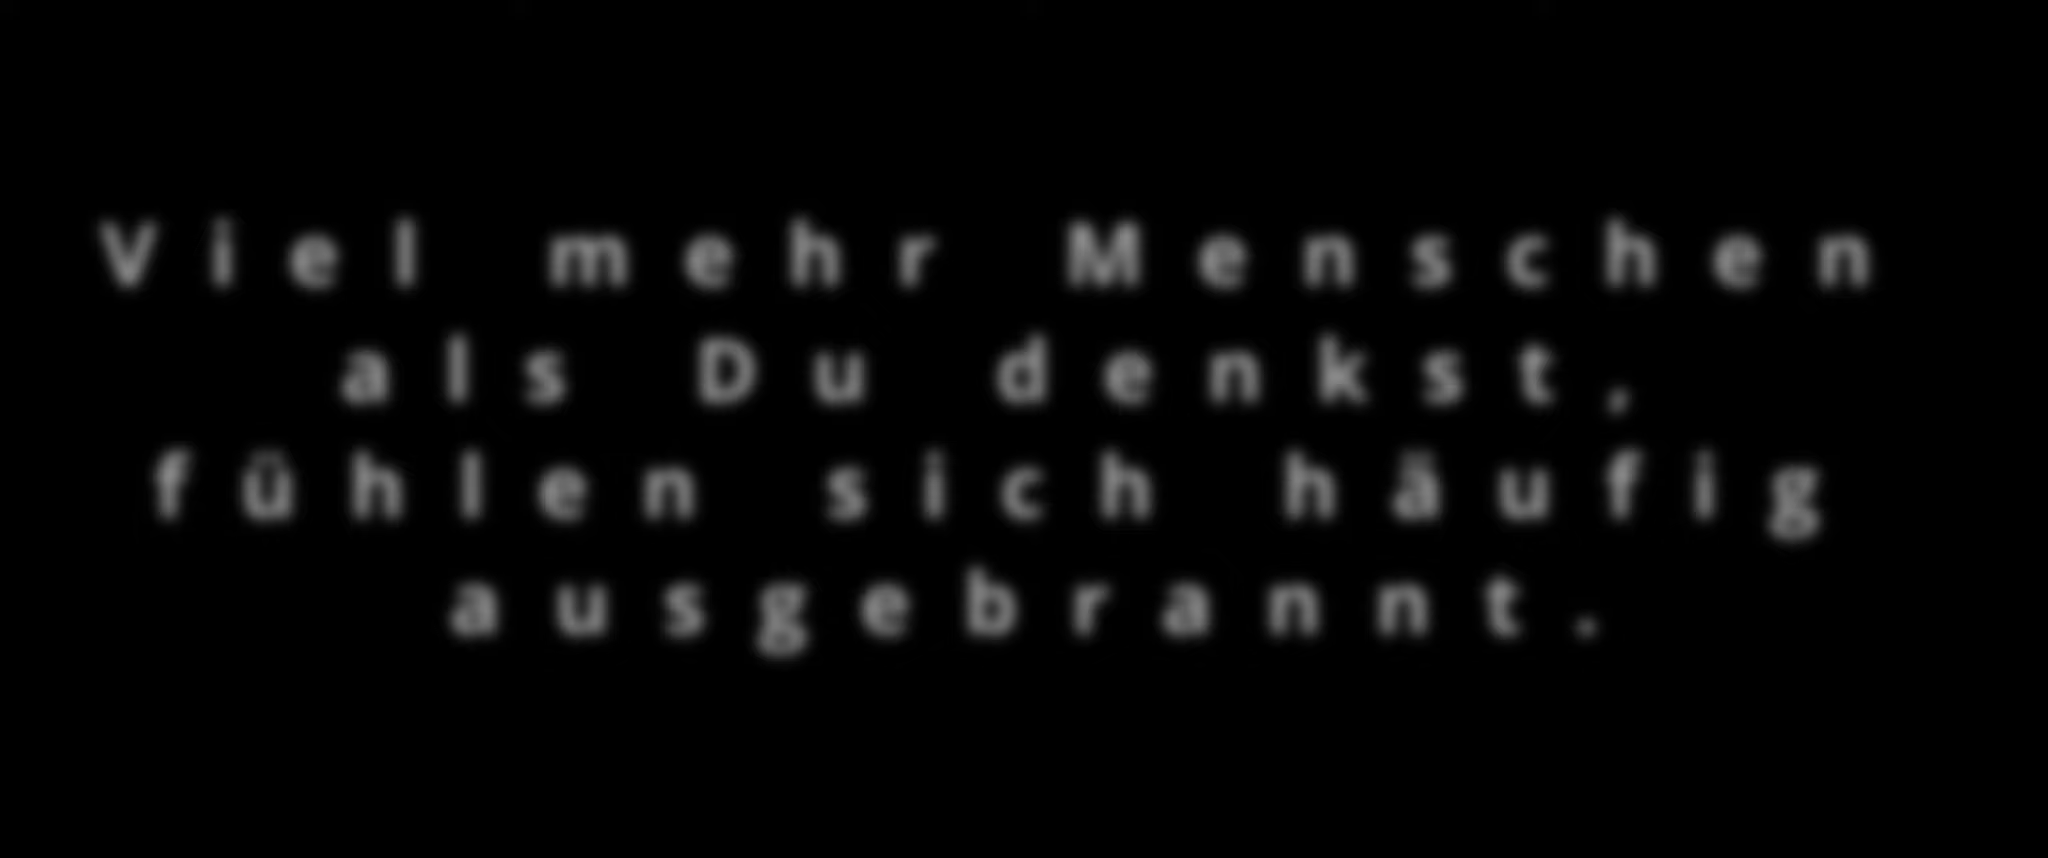 Viel mehr Menschen
als Du denkst,
fühlen sich häufig
ausgebrannt.